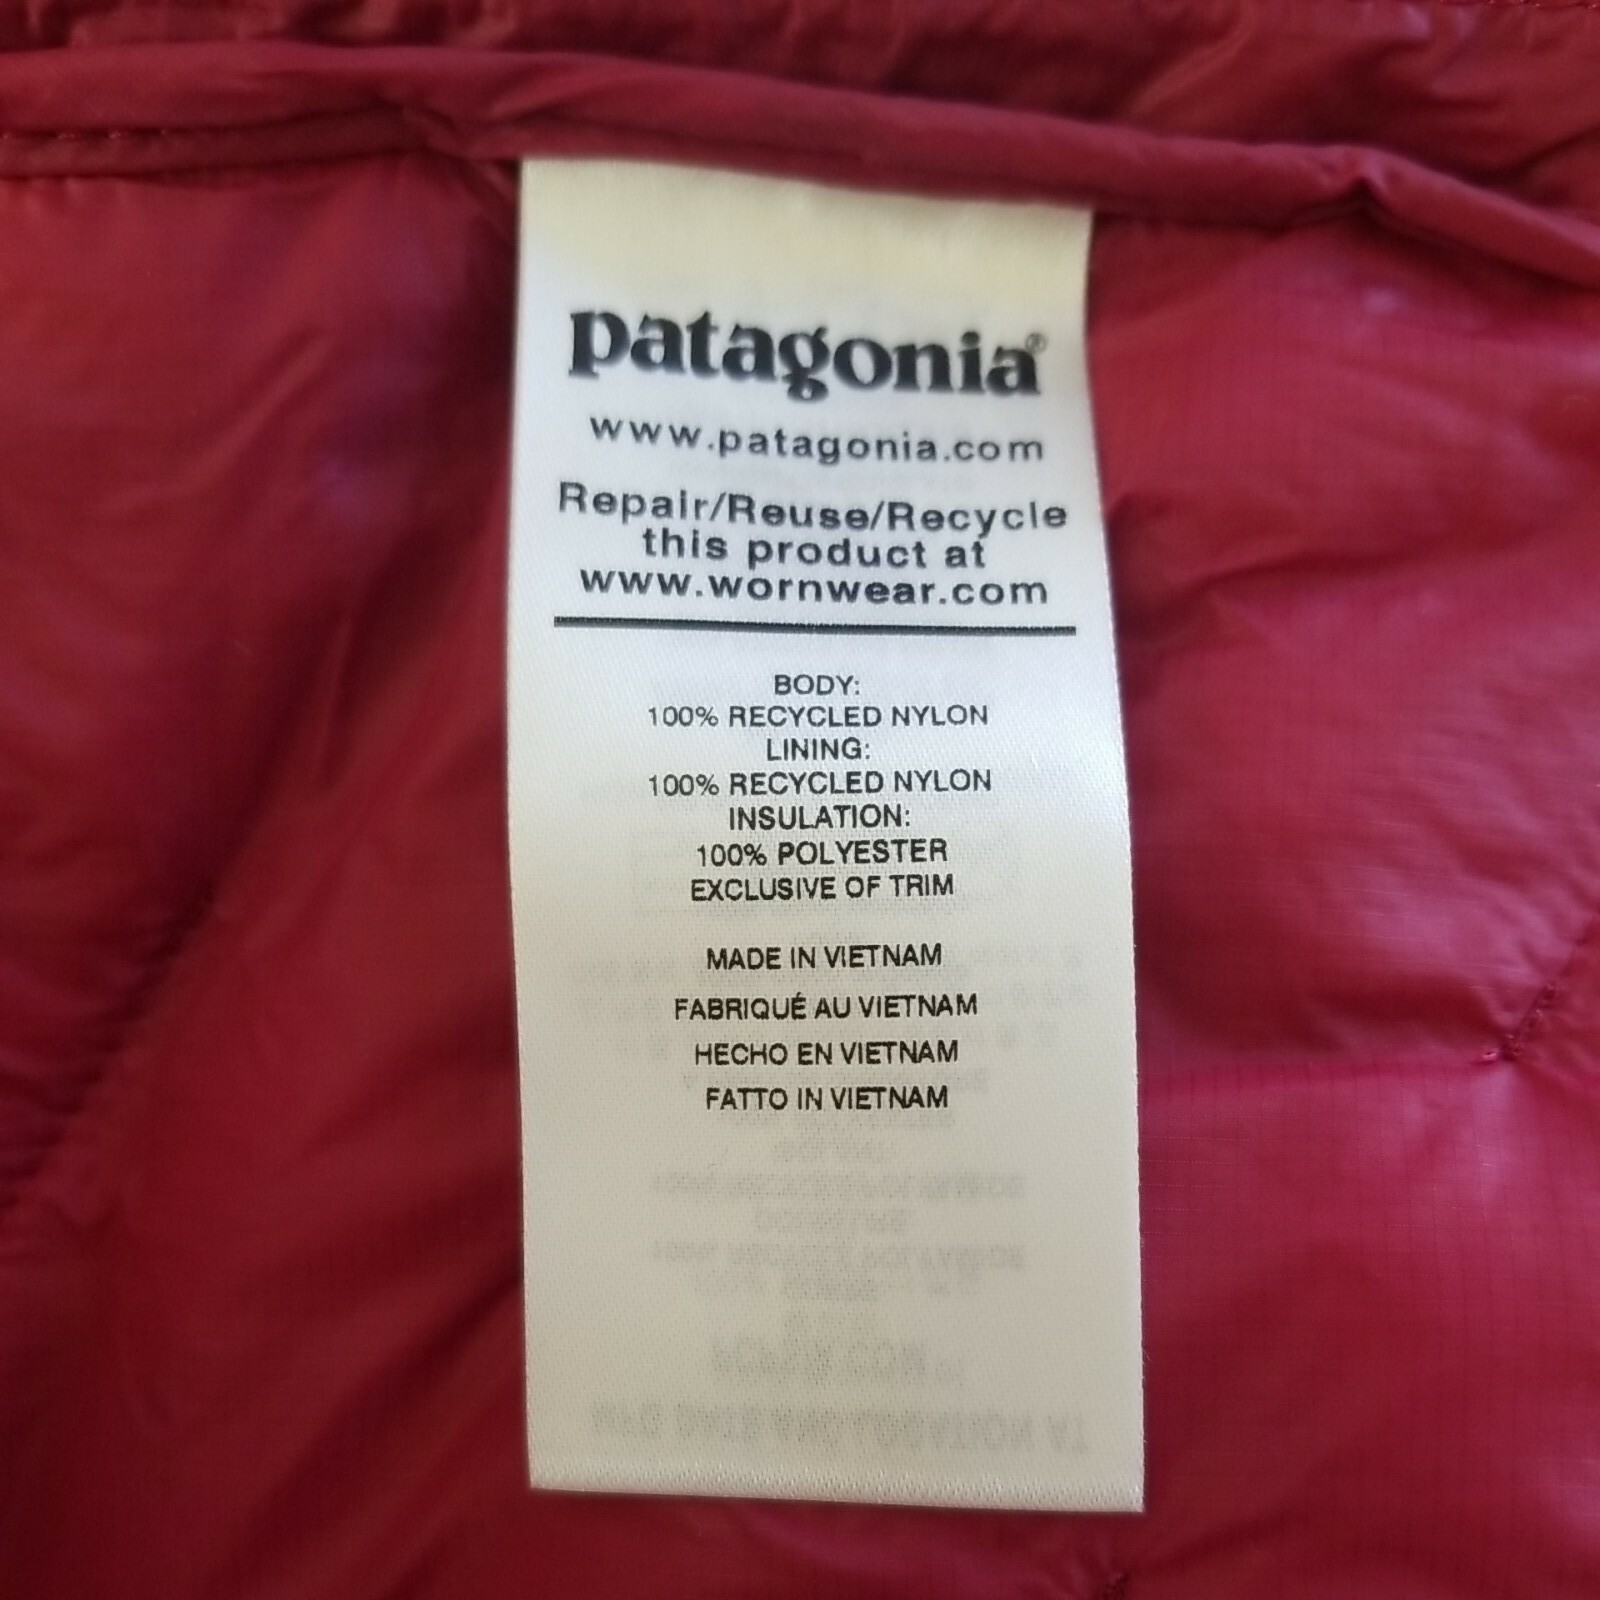 patagonia®
www.patagonia.com
Repair/Reuse/Recycle
this product at
www.wornwear.com
BODY:
100% RECYCLED NYLON
LINING:
100% RECYCLED NYLON
INSULATION:
100% POLYESTER
EXCLUSIVE OF TRIM
MADE IN VIETNAM
FABRIQUÉ AU VIETNAM
HECHO EN VIETNAM
FATTO IN VIETNAM